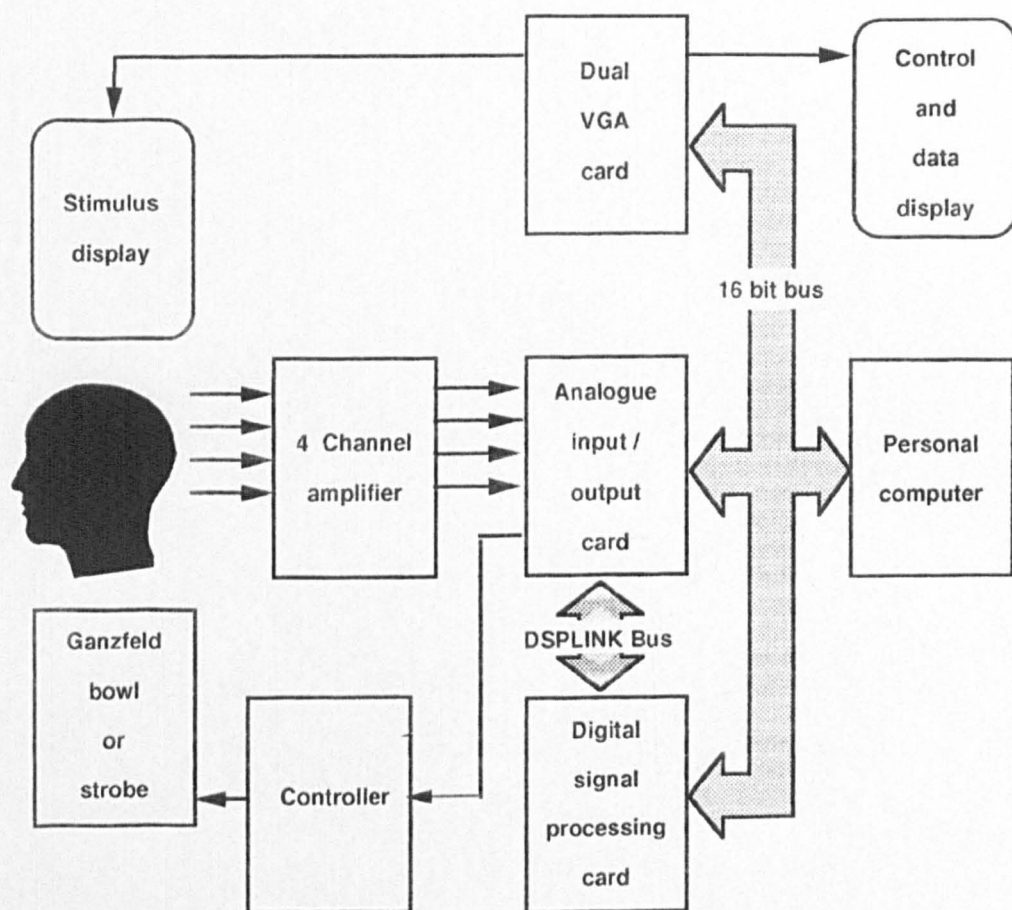 Dual
VGA
card
Control
and
data
display
Stimulus
display
16 bit bus
4 Channel
amplifier
Analogue
input /
output
card
Personal
computer
DSPLINK Bus
Ganzfeld
bowl
or
strobe
Controller
Digital
signal
processing
card